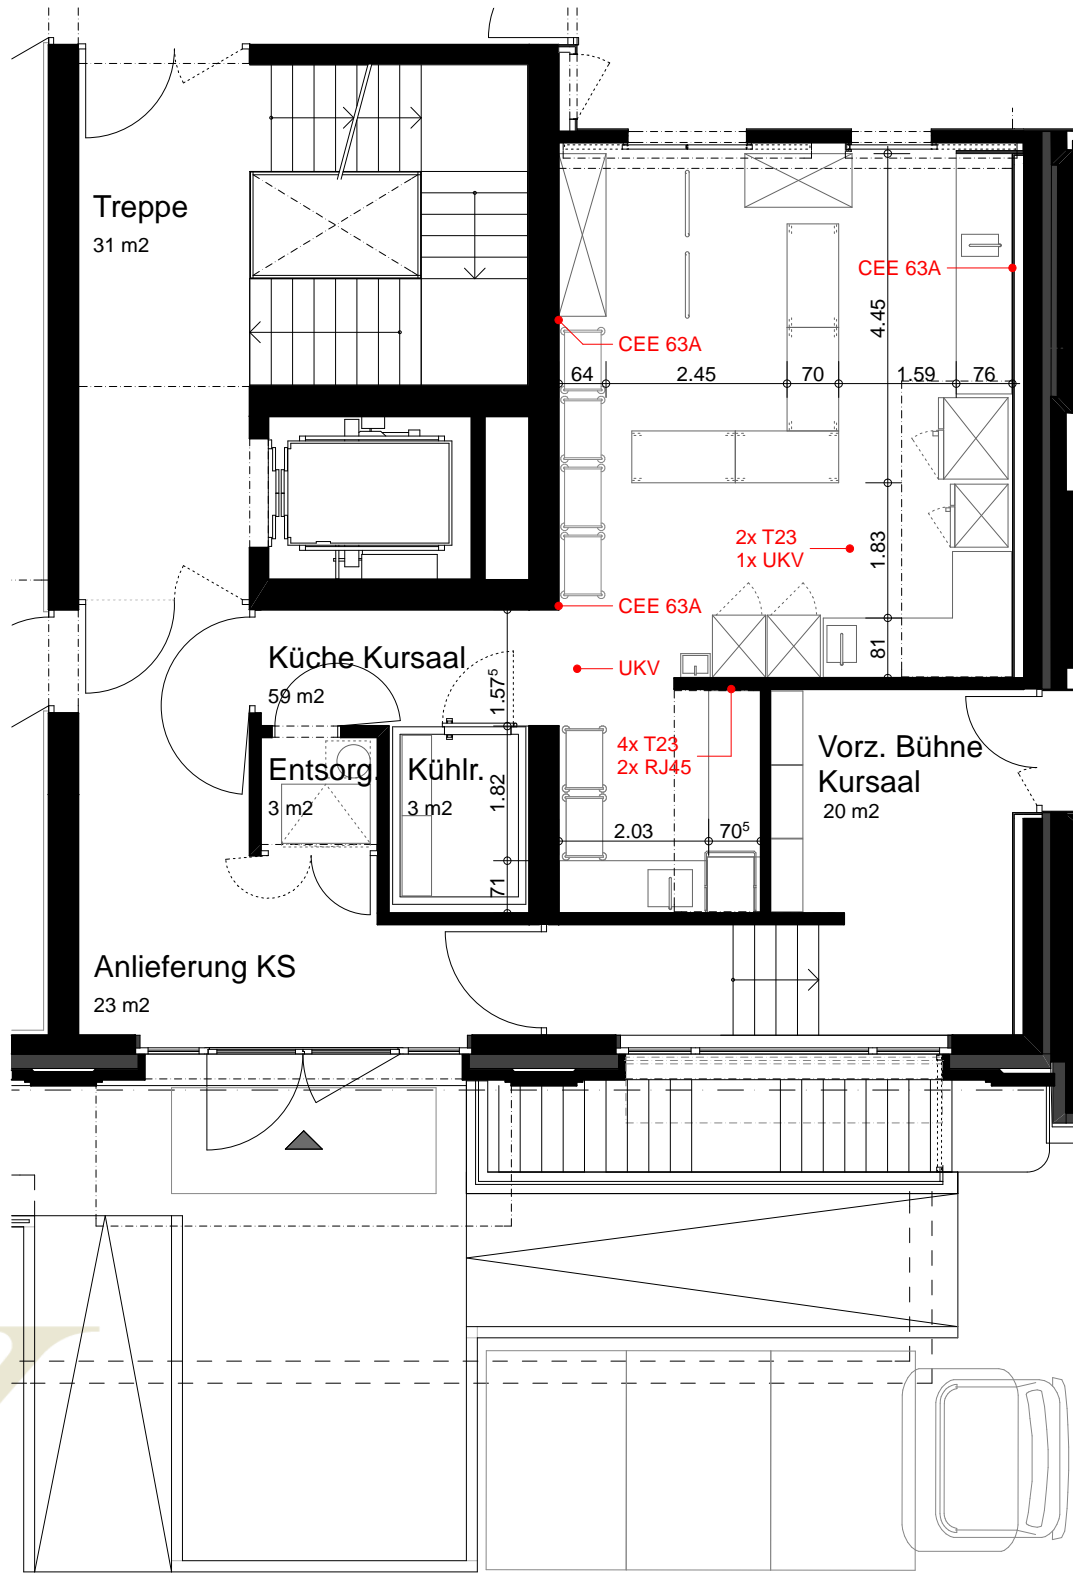 Treppe
31 m2
CEE 63A
4.45
CEE 63A
64
2.45
70
1.59
76
2x T23
1x UKV
1.83
CEE 63A
Küche Kursaal
59 m2
1.57⁵
UKV
81
4x T23
2x RJ45
Vorz. Bühne
Kursaal
20 m2
Entsorg.
3 m2
Kühlr.
3 m2
1.82
2.03
70⁵
71
Anlieferung KS
23 m2